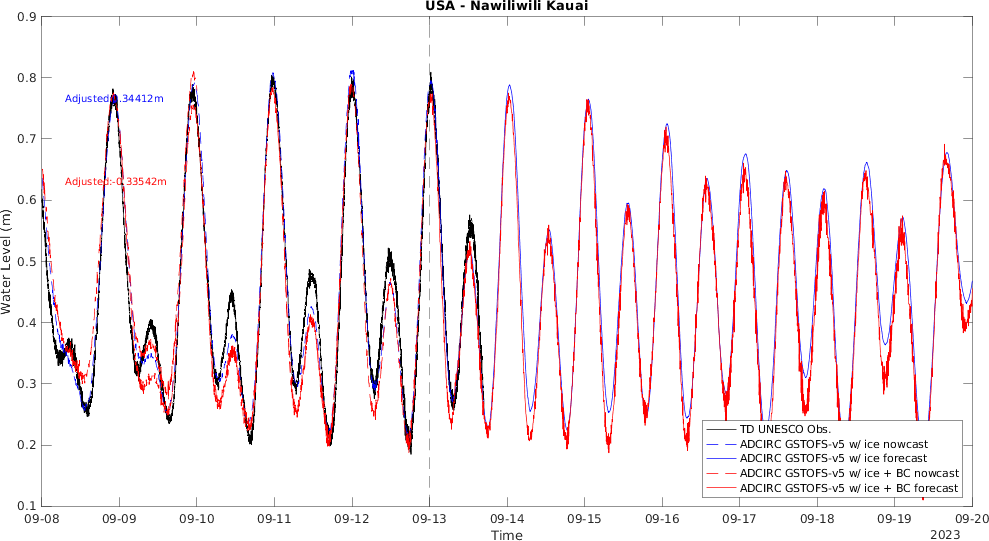 USA - Nawiliwili Kauai
0.9
0.8
0.7
0.6
0.5
0.4
0.3
0.2
0.1
Water Level (m)
Adjusted:-0.33542m
TD UNESCO Obs.
ADCIRC GSTOFS-v5 w/ ice nowcast
ADCIRC GSTOFS-v5 w/ ice forecast
ADCIRC GSTOFS-v5 w/ ice + BC nowcast
ADCIRC GSTOFS-v5 w/ ice + BC forecast
09-08 09-09 09-10 09-11 09-12 09-13 09-14 09-15 09-16 09-17 09-18 09-19 09-20
Time
2023